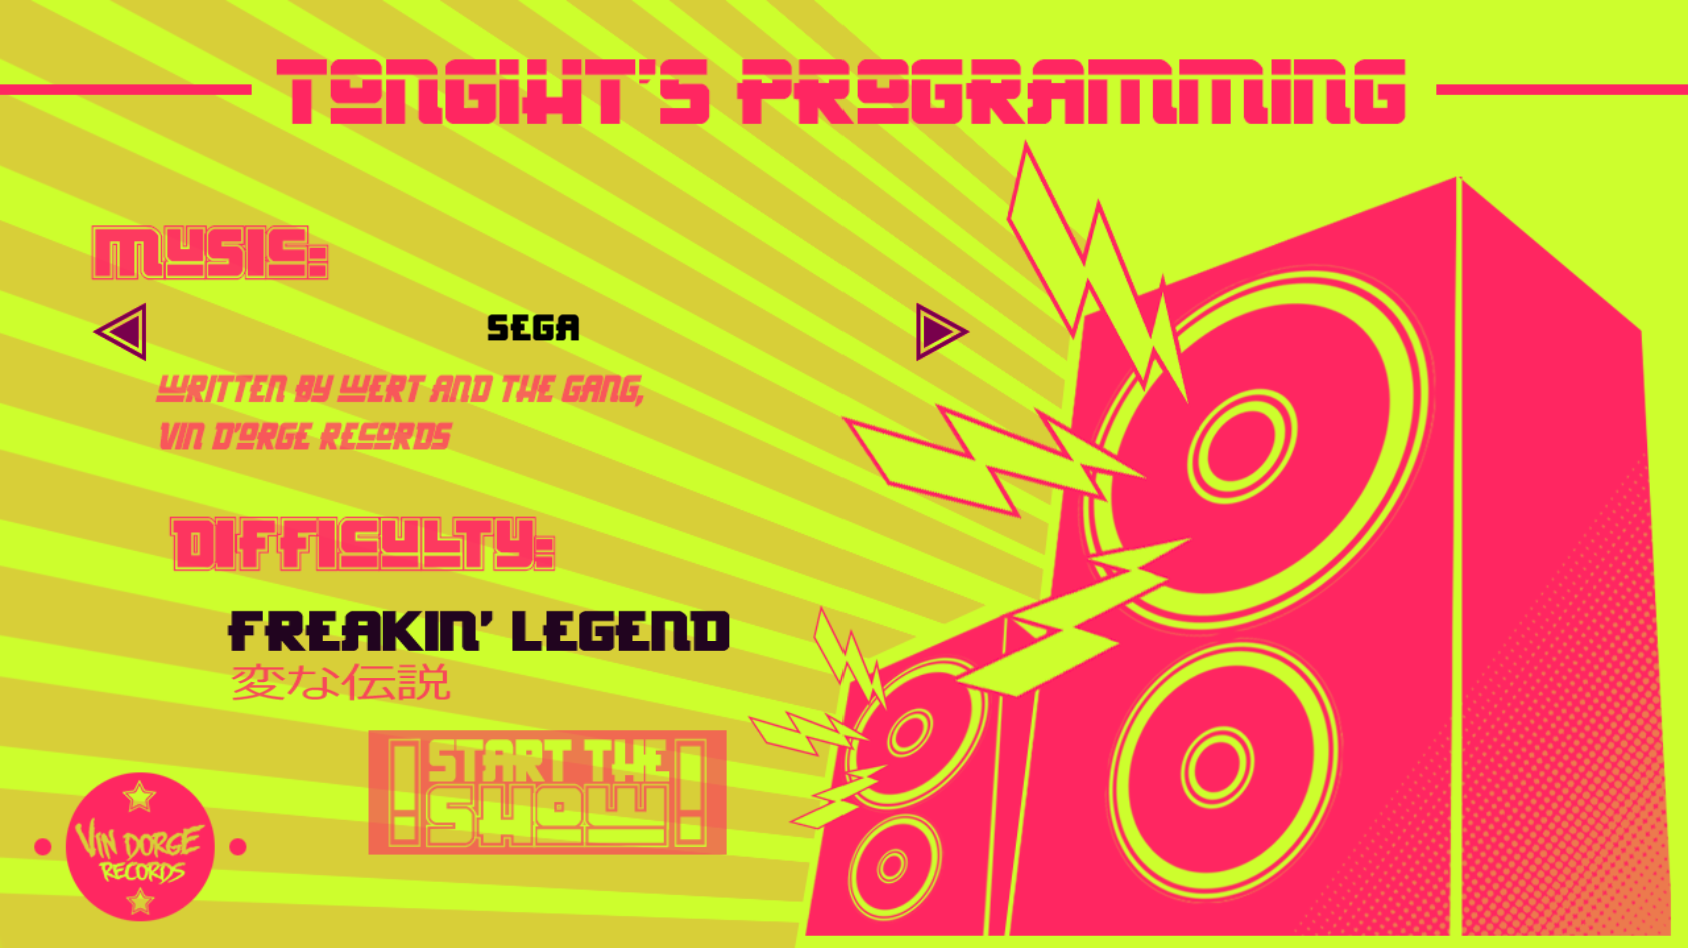 TONGIHT'S PROGRAMMING
MUSIC:
SEGA
WRITTEN BY WERT AND THE GANG,
VIN D'ORGE RECORDS
DIFFICULTY:
FREAKIN' LEGEND
変な伝説
START THE
SHOW
VIN DORGE
RECORDS